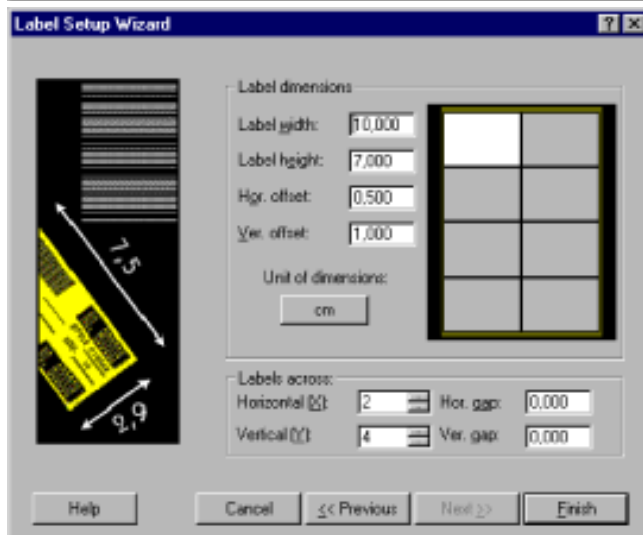 Label Setup Wizard
Label dimensions
Label width: 10,000
Label height: 7,000
Hor. offset: 0,500
Ver. offset: 1,000
Unit of dimensions:
cm
7,5
2,9
Labels across:
Horizontal (X): 2 Hor. gap: 0,000
Vertical (Y): 4 Ver. gap: 0,000
Help Cancel << Previous Next >> Finish